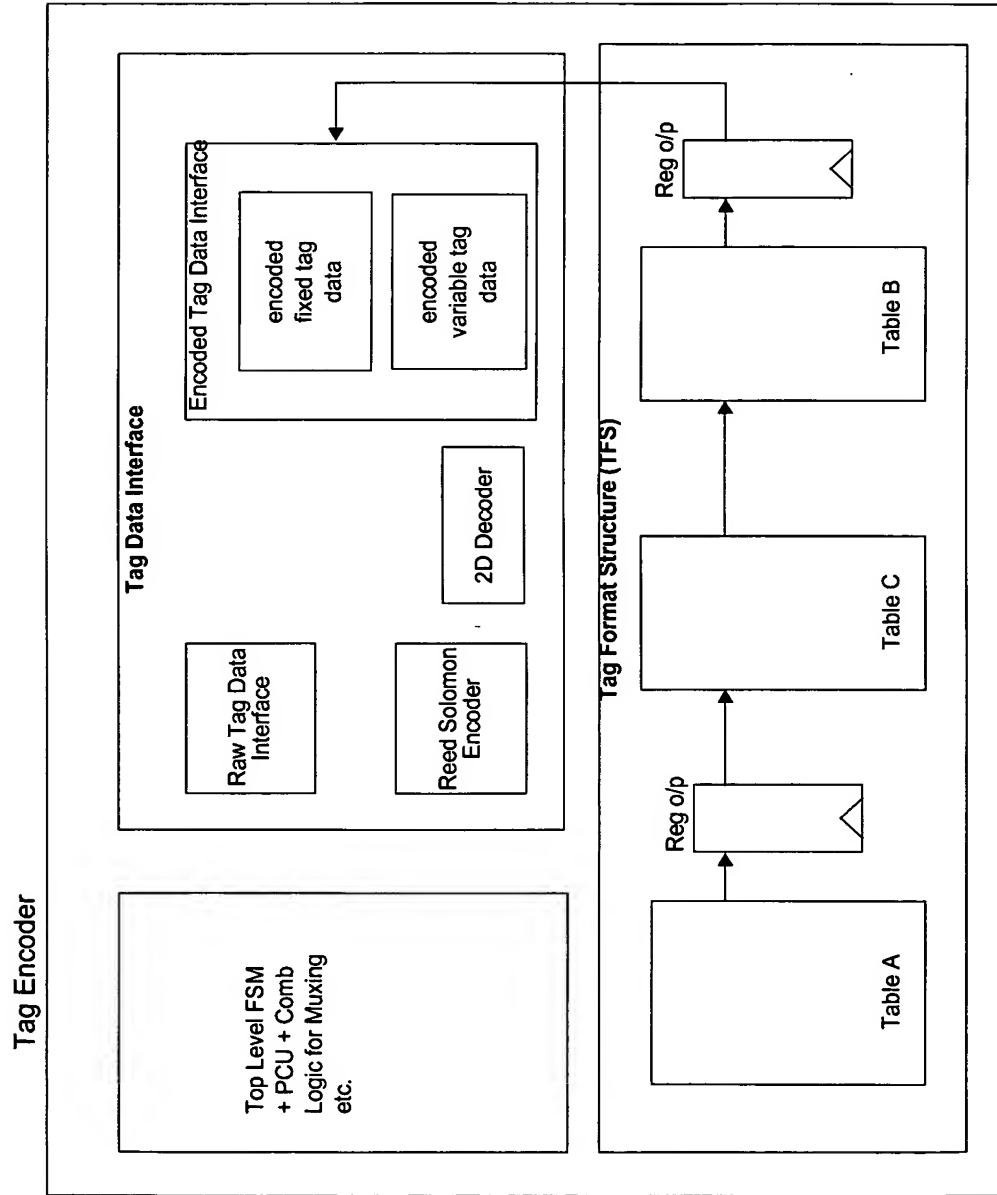 Tag Encoder
Top Level FSM
+ PCU + Comb
Logic for Muxing
etc.
Tag Data Interface
Raw Tag Data
Interface
Reed Solomon
Encoder
2D Decoder
Encoded Tag Data Interface
encoded
fixed tag
data
encoded
variable tag
data
Tag Format Structure (TFS)
Table A
Reg o/p
Table C
Table B
Reg o/p